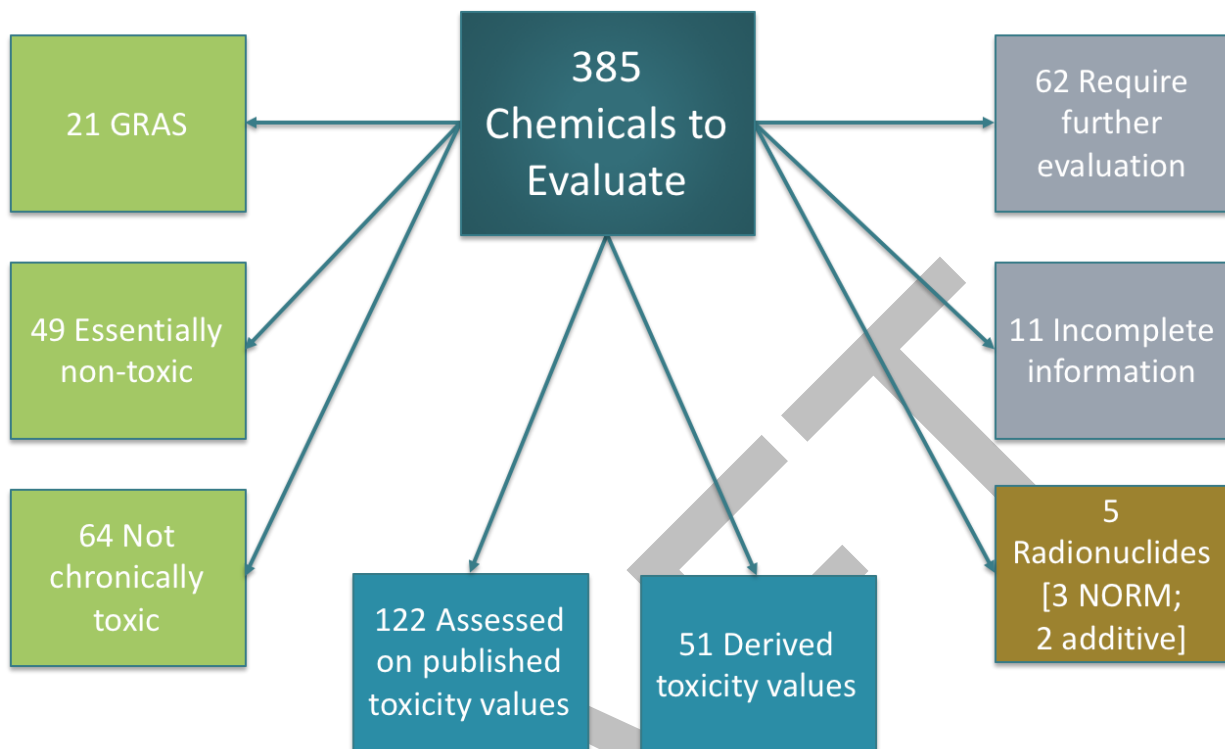 385
Chemicals to
Evaluate
21 GRAS
49 Essentially
non-toxic
64 Not
chronically
toxic
122 Assessed
on published
toxicity values
51 Derived
toxicity values
62 Require
further
evaluation
11 Incomplete
information
5
Radionuclides
[3 NORM;
2 additive]